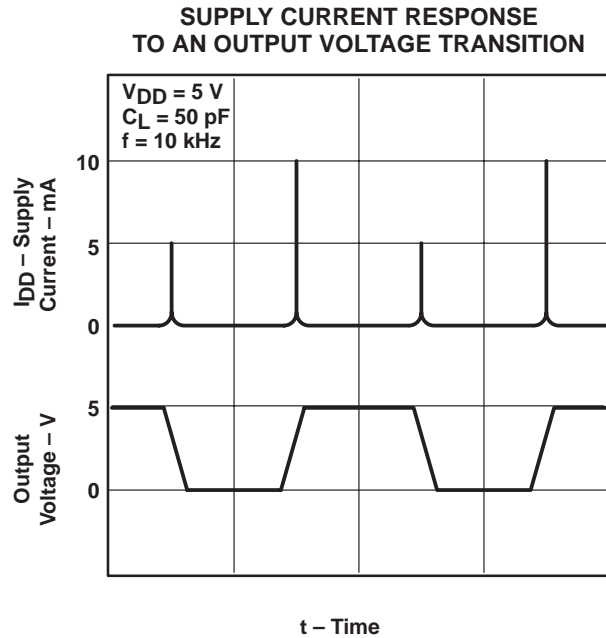 SUPPLY CURRENT RESPONSE
TO AN OUTPUT VOLTAGE TRANSITION
VDD = 5 V
CL = 50 pF
f = 10 kHz
IDD – Supply
Current – mA
10
5
0
Output
Voltage – V
5
0
t – Time